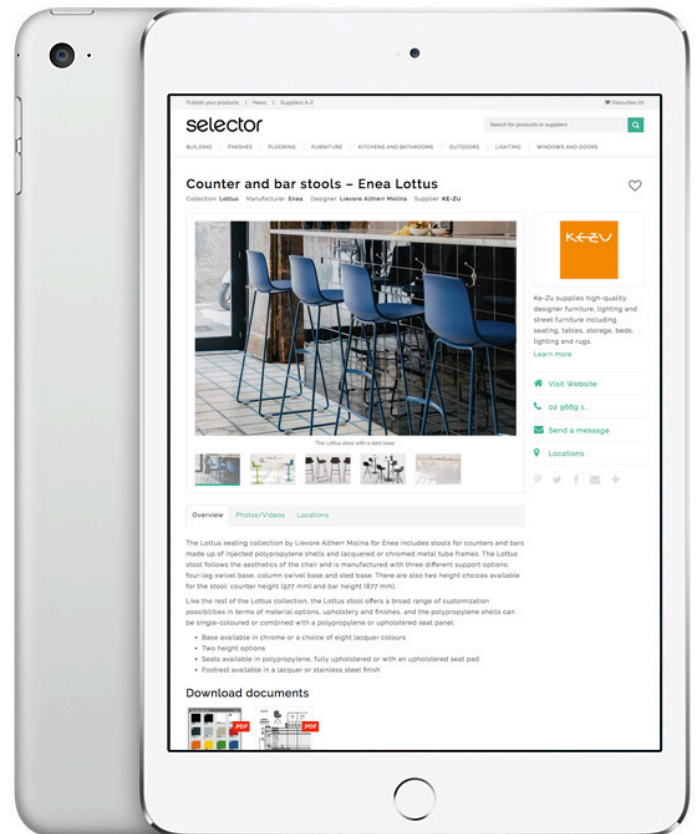 Publish your products | News | Suppliers A-Z
Favourites (0)
selector
Search for products or suppliers
BUILDING FINISHES FLOORING FURNITURE KITCHENS AND BATHROOMS OUTDOORS LIGHTING WINDOWS AND DOORS
Counter and bar stools – Enea Lottus
Collection Lottus Manufacturer Enea Designer Lievore Altherr Molina Supplier KE-ZU
The Lottus stool with a sled base
KE-ZU
Ke-Zu supplies high-quality,
designer furniture, lighting and
street furniture including
seating, tables, storage, beds,
lighting and rugs.
Learn more
Visit Website
02 9669 1...
Send a message
Locations
Overview Photos/Videos Locations
The Lottus seating collection by Lievore Altherr Molina for Enea includes stools for counters and bars
made up of injected polypropylene shells and lacquered or chromed metal tube frames. The Lottus
stool follows the aesthetics of the chair and is manufactured with three different support options:
four-leg swivel base, column swivel base and sled base. There are also two height choices available
for the stool: counter height (977 mm) and bar height (877 mm).
Like the rest of the Lottus collection, the Lottus stool offers a broad range of customization
possibilities in terms of material options, upholstery and finishes, and the polypropylene shells can
be single-coloured or combined with a polypropylene or upholstered seat panel.
• Base available in chrome or a choice of eight lacquer colours
• Two height options
• Seats available in polypropylene, fully upholstered or with an upholstered seat pad
• Footrest available in a lacquer or stainless steel finish
Download documents
PDF
PDF